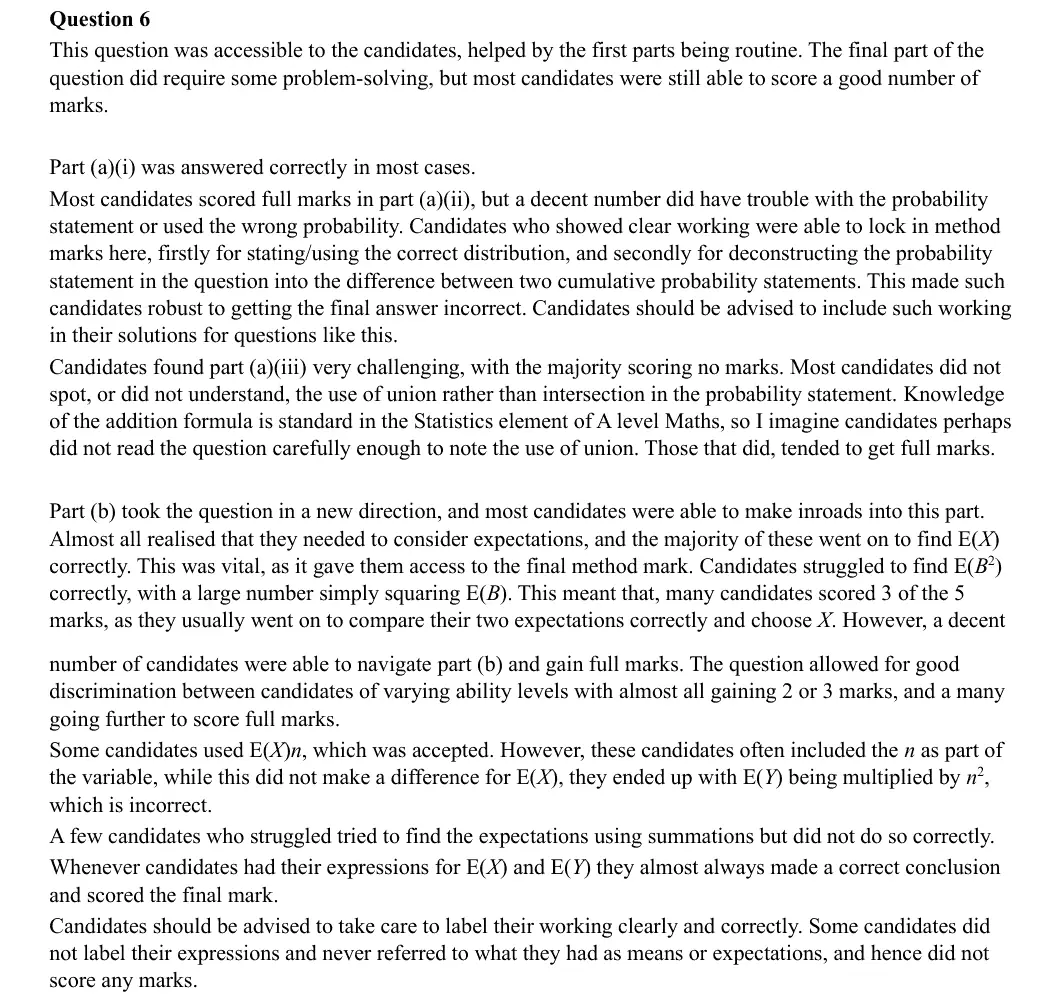 Question 6
This question was accessible to the candidates, helped by the first parts being routine. The final part of the
question did require some problem-solving, but most candidates were still able to score a good number of
marks.
Part (a)(i) was answered correctly in most cases.
Most candidates scored full marks in part (a)(ii), but a decent number did have trouble with the probability
statement or used the wrong probability. Candidates who showed clear working were able to lock in method
marks here, firstly for stating/using the correct distribution, and secondly for deconstructing the probability
statement in the question into the difference between two cumulative probability statements. This made such
candidates robust to getting the final answer incorrect. Candidates should be advised to include such working
in their solutions for questions like this.
Candidates found part (a)(iii) very challenging, with the majority scoring no marks. Most candidates did not
spot, or did not understand, the use of union rather than intersection in the probability statement. Knowledge
of the addition formula is standard in the Statistics element of A level Maths, so I imagine candidates perhaps
did not read the question carefully enough to note the use of union. Those that did, tended to get full marks.
Part (b) took the question in a new direction, and most candidates were able to make inroads into this part.
Almost all realised that they needed to consider expectations, and the majority of these went on to find E(X)
correctly. This was vital, as it gave them access to the final method mark. Candidates struggled to find E(B²)
correctly, with a large number simply squaring E(B). This meant that, many candidates scored 3 of the 5
marks, as they usually went on to compare their two expectations correctly and choose X. However, a decent
number of candidates were able to navigate part (b) and gain full marks. The question allowed for good
discrimination between candidates of varying ability levels with almost all gaining 2 or 3 marks, and a many
going further to score full marks.
Some candidates used E(X)n, which was accepted. However, these candidates often included the n as part of
the variable, while this did not make a difference for E(X), they ended up with E(Y) being multiplied by n²,
which is incorrect.
A few candidates who struggled tried to find the expectations using summations but did not do so correctly.
Whenever candidates had their expressions for E(X) and E(Y) they almost always made a correct conclusion
and scored the final mark.
Candidates should be advised to take care to label their working clearly and correctly. Some candidates did
not label their expressions and never referred to what they had as means or expectations, and hence did not
score any marks.